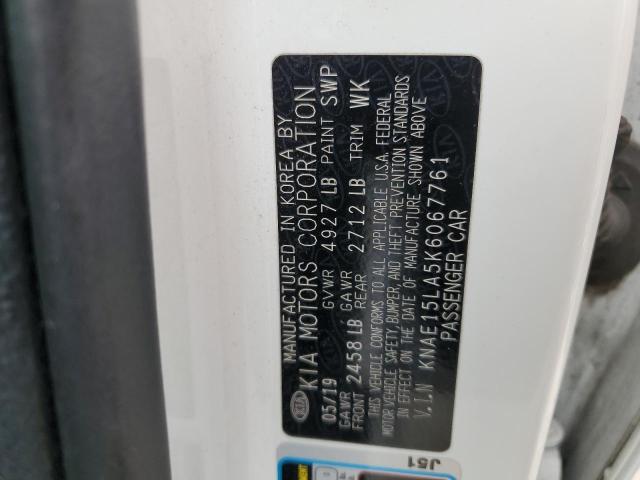 MANUFACTURED IN KOREA BY
KIA MOTORS CORPORATION
05/19 GVWR 4927 LB PAINT SWP
GAWR FRONT 2458 LB GAWR REAR 2712 LB TRIM WK
THIS VEHICLE CONFORMS TO ALL APPLICABLE U.S.A. FEDERAL
MOTOR VEHICLE SAFETY, BUMPER, AND THEFT PREVENTION STANDARDS
IN EFFECT ON THE DATE OF MANUFACTURE SHOWN ABOVE
V.I.N KNAE15LA5K6067761
PASSENGER CAR
KIA
J51